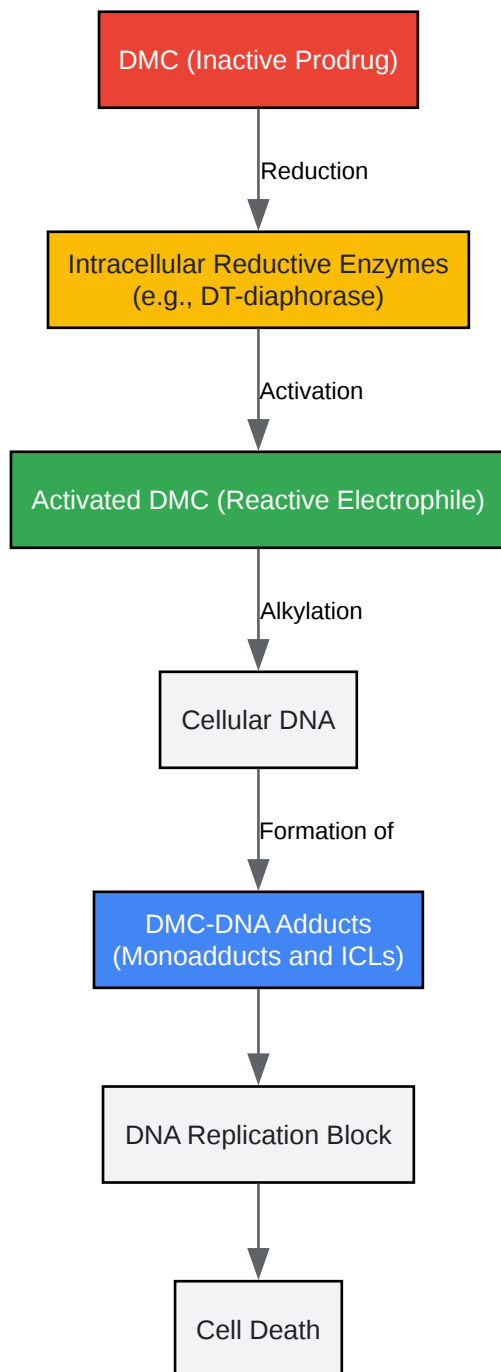 DMC (Inactive Prodrug)
Reduction
Intracellular Reductive Enzymes
(e.g., DT-diaphorase)
Activation
Activated DMC (Reactive Electrophile)
Alkylation
Cellular DNA
Formation of
DMC-DNA Adducts
(Monoadducts and ICLs)
DNA Replication Block
Cell Death